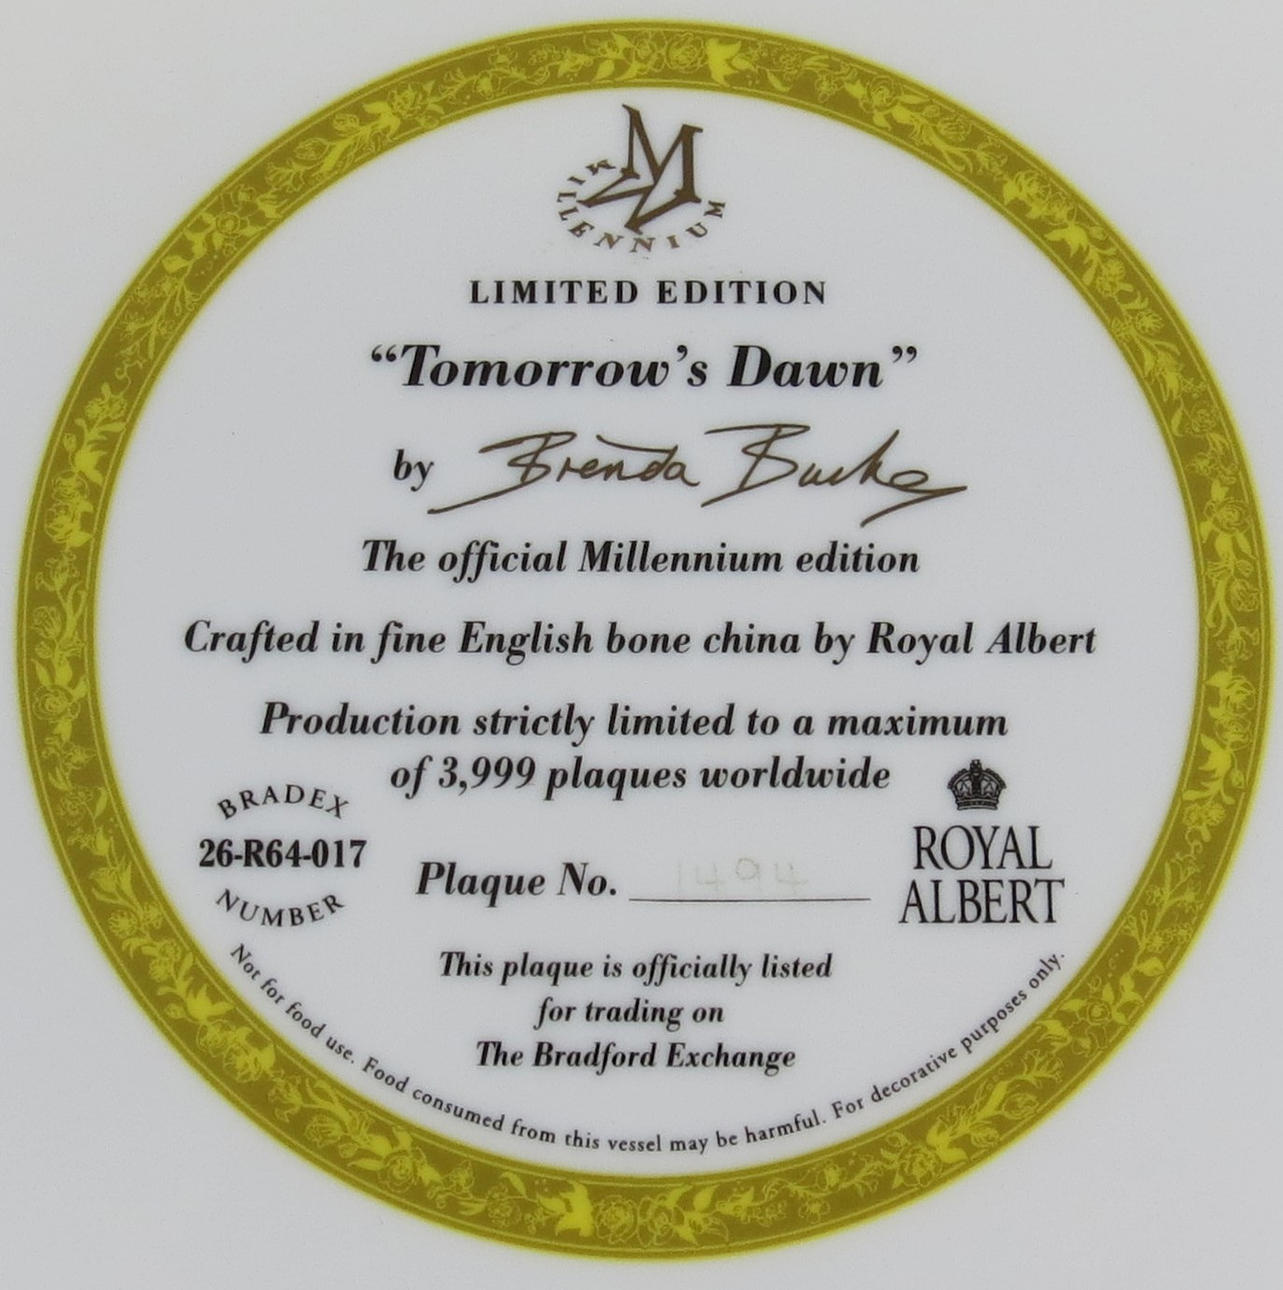 M
MILLENNIUM
LIMITED EDITION
“Tomorrow’s Dawn”
by Brenda Burke
The official Millennium edition
Crafted in fine English bone china by Royal Albert
Production strictly limited to a maximum
of 3,999 plaques worldwide
BRADEX
26-R64-017
NUMBER
Plaque No. 1494
ROYAL
ALBERT
This plaque is officially listed
for trading on
The Bradford Exchange
Not for food use. Food consumed from this vessel may be harmful. For decorative purposes only.